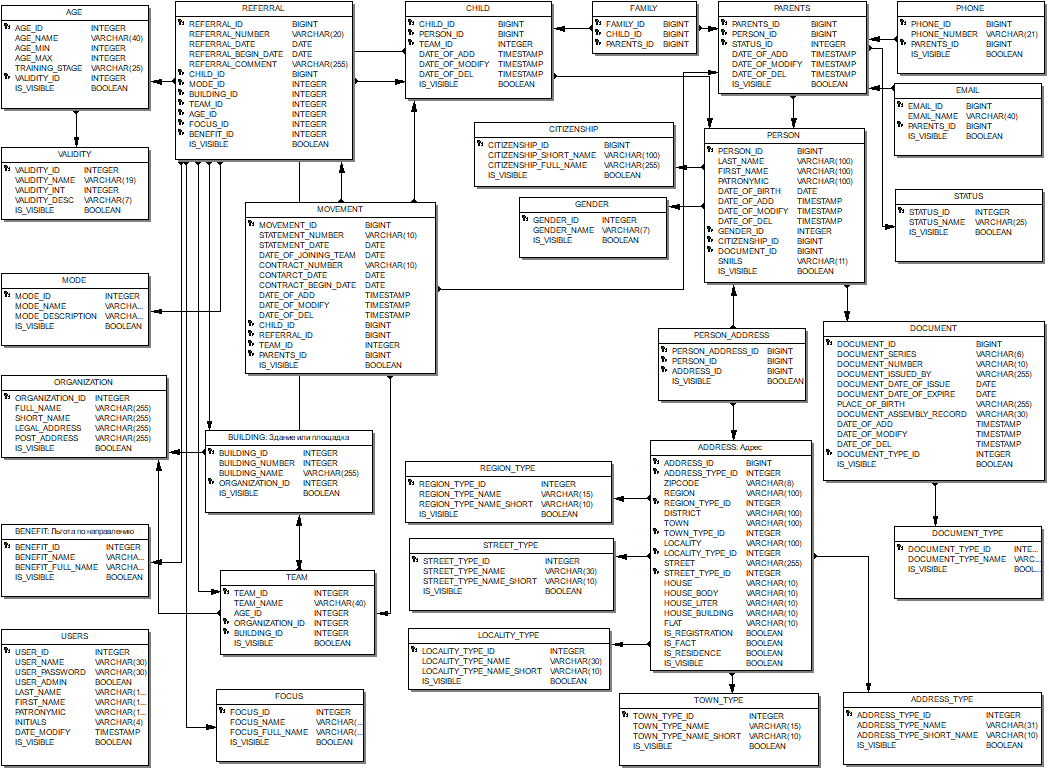 AGE
AGE_ID INTEGER
AGE_NAME VARCHAR(40)
AGE_MIN INTEGER
AGE_MAX INTEGER
TRAINING_STAGE VARCHAR(25)
VALIDITY_ID INTEGER
IS_VISIBLE BOOLEAN
REFERRAL
REFERRAL_ID BIGINT
REFERRAL_NUMBER VARCHAR(20)
REFERRAL_DATE DATE
REFERRAL_BEGIN_DATE DATE
REFERRAL_COMMENT VARCHAR(255)
CHILD_ID BIGINT
MODE_ID INTEGER
BUILDING_ID INTEGER
TEAM_ID INTEGER
AGE_ID INTEGER
FOCUS_ID INTEGER
BENEFIT_ID INTEGER
IS_VISIBLE BOOLEAN
CHILD
CHILD_ID BIGINT
PERSON_ID BIGINT
TEAM_ID INTEGER
DATE_OF_ADD TIMESTAMP
DATE_OF_MODIFY TIMESTAMP
DATE_OF_DEL TIMESTAMP
IS_VISIBLE BOOLEAN
FAMILY
FAMILY_ID BIGINT
CHILD_ID BIGINT
PARENTS_ID BIGINT
PARENTS
PARENTS_ID BIGINT
PERSON_ID BIGINT
STATUS_ID INTEGER
DATE_OF_ADD TIMESTAMP
DATE_OF_MODIFY TIMESTAMP
DATE_OF_DEL TIMESTAMP
IS_VISIBLE BOOLEAN
PHONE
PHONE_ID BIGINT
PHONE_NUMBER VARCHAR(21)
PARENTS_ID BIGINT
IS_VISIBLE BOOLEAN
EMAIL
EMAIL_ID BIGINT
EMAIL_NAME VARCHAR(40)
PARENTS_ID BIGINT
IS_VISIBLE BOOLEAN
VALIDITY
VALIDITY_ID INTEGER
VALIDITY_NAME VARCHAR(19)
VALIDITY_INT INTEGER
VALIDITY_DESC VARCHAR(7)
IS_VISIBLE BOOLEAN
CITIZENSHIP
CITIZENSHIP_ID BIGINT
CITIZENSHIP_SHORT_NAME VARCHAR(100)
CITIZENSHIP_FULL_NAME VARCHAR(255)
IS_VISIBLE BOOLEAN
PERSON
PERSON_ID BIGINT
LAST_NAME VARCHAR(100)
FIRST_NAME VARCHAR(100)
PATRONYMIC VARCHAR(100)
DATE_OF_BIRTH DATE
DATE_OF_ADD TIMESTAMP
DATE_OF_MODIFY TIMESTAMP
DATE_OF_DEL TIMESTAMP
GENDER_ID INTEGER
CITIZENSHIP_ID BIGINT
DOCUMENT_ID BIGINT
SNIILS VARCHAR(11)
IS_VISIBLE BOOLEAN
GENDER
GENDER_ID INTEGER
GENDER_NAME VARCHAR(7)
IS_VISIBLE BOOLEAN
STATUS
STATUS_ID INTEGER
STATUS_NAME VARCHAR(25)
IS_VISIBLE BOOLEAN
MOVEMENT
MOVEMENT_ID BIGINT
STATEMENT_NUMBER VARCHAR(10)
STATEMENT_DATE DATE
DATE_OF_JOINING_TEAM DATE
CONTRACT_NUMBER VARCHAR(10)
CONTARCT_DATE DATE
CONTRACT_BEGIN_DATE DATE
DATE_OF_ADD TIMESTAMP
DATE_OF_MODIFY TIMESTAMP
DATE_OF_DEL TIMESTAMP
CHILD_ID BIGINT
REFERRAL_ID BIGINT
TEAM_ID INTEGER
PARENTS_ID BIGINT
IS_VISIBLE BOOLEAN
MODE
MODE_ID INTEGER
MODE_NAME VARCHA...
MODE_DESCRIPTION VARCHA...
IS_VISIBLE BOOLEAN
PERSON_ADDRESS
PERSON_ADDRESS_ID BIGINT
PERSON_ID BIGINT
ADDRESS_ID BIGINT
IS_VISIBLE BOOLEAN
DOCUMENT
DOCUMENT_ID BIGINT
DOCUMENT_SERIES VARCHAR(6)
DOCUMENT_NUMBER VARCHAR(10)
DOCUMENT_ISSUED_BY VARCHAR(255)
DOCUMENT_DATE_OF_ISSUE DATE
DOCUMENT_DATE_OF_EXPIRE DATE
PLACE_OF_BIRTH VARCHAR(255)
DOCUMENT_ASSEMBLY_RECORD VARCHAR(30)
DATE_OF_ADD TIMESTAMP
DATE_OF_MODIFY TIMESTAMP
DATE_OF_DEL TIMESTAMP
DOCUMENT_TYPE_ID INTEGER
IS_VISIBLE BOOLEAN
ORGANIZATION
ORGANIZATION_ID INTEGER
FULL_NAME VARCHAR(255)
SHORT_NAME VARCHAR(255)
LEGAL_ADDRESS VARCHAR(255)
POST_ADDRESS VARCHAR(255)
IS_VISIBLE BOOLEAN
BUILDING: Здание или площадка
BUILDING_ID INTEGER
BUILDING_NUMBER INTEGER
BUILDING_NAME VARCHAR(255)
ORGANIZATION_ID INTEGER
IS_VISIBLE BOOLEAN
REGION_TYPE
REGION_TYPE_ID INTEGER
REGION_TYPE_NAME VARCHAR(15)
REGION_TYPE_NAME_SHORT VARCHAR(10)
IS_VISIBLE BOOLEAN
ADDRESS: Адрес
ADDRESS_ID BIGINT
ADDRESS_TYPE_ID INTEGER
ZIPCODE VARCHAR(8)
REGION VARCHAR(100)
REGION_TYPE_ID INTEGER
DISTRICT VARCHAR(100)
TOWN VARCHAR(100)
TOWN_TYPE_ID INTEGER
LOCALITY VARCHAR(100)
LOCALITY_TYPE_ID INTEGER
STREET VARCHAR(255)
STREET_TYPE_ID INTEGER
HOUSE VARCHAR(10)
HOUSE_BODY VARCHAR(10)
HOUSE_LITER VARCHAR(10)
HOUSE_BUILDING VARCHAR(10)
FLAT VARCHAR(10)
IS_REGISTRATION BOOLEAN
IS_FACT BOOLEAN
IS_RESIDENCE BOOLEAN
IS_VISIBLE BOOLEAN
BENEFIT: Льгота по направлению
BENEFIT_ID INTEGER
BENEFIT_NAME VARCHA...
BENEFIT_FULL_NAME VARCHA...
IS_VISIBLE BOOLEAN
STREET_TYPE
STREET_TYPE_ID INTEGER
STREET_TYPE_NAME VARCHAR(30)
STREET_TYPE_NAME_SHORT VARCHAR(10)
IS_VISIBLE BOOLEAN
DOCUMENT_TYPE
DOCUMENT_TYPE_ID INTE...
DOCUMENT_TYPE_NAME VARC...
IS_VISIBLE BOOL...
TEAM
TEAM_ID INTEGER
TEAM_NAME VARCHAR(40)
AGE_ID INTEGER
ORGANIZATION_ID INTEGER
BUILDING_ID INTEGER
IS_VISIBLE BOOLEAN
USERS
USER_ID INTEGER
USER_NAME VARCHAR(30)
USER_PASSWORD VARCHAR(30)
USER_ADMIN BOOLEAN
LAST_NAME VARCHAR(1...
FIRST_NAME VARCHAR(1...
PATRONYMIC VARCHAR(1...
INITIALS VARCHAR(4)
DATE_MODIFY TIMESTAMP
IS_VISIBLE BOOLEAN
LOCALITY_TYPE
LOCALITY_TYPE_ID INTEGER
LOCALITY_TYPE_NAME VARCHAR(30)
LOCALITY_TYPE_NAME_SHORT VARCHAR(10)
IS_VISIBLE BOOLEAN
FOCUS
FOCUS_ID INTEGER
FOCUS_NAME VARCHAR(...
FOCUS_FULL_NAME VARCHAR(...
IS_VISIBLE BOOLEAN
TOWN_TYPE
TOWN_TYPE_ID INTEGER
TOWN_TYPE_NAME VARCHAR(15)
TOWN_TYPE_NAME_SHORT VARCHAR(10)
IS_VISIBLE BOOLEAN
ADDRESS_TYPE
ADDRESS_TYPE_ID INTEGER
ADDRESS_TYPE_NAME VARCHAR(31)
ADDRESS_TYPE_SHORT_NAME VARCHAR(10)
IS_VISIBLE BOOLEAN